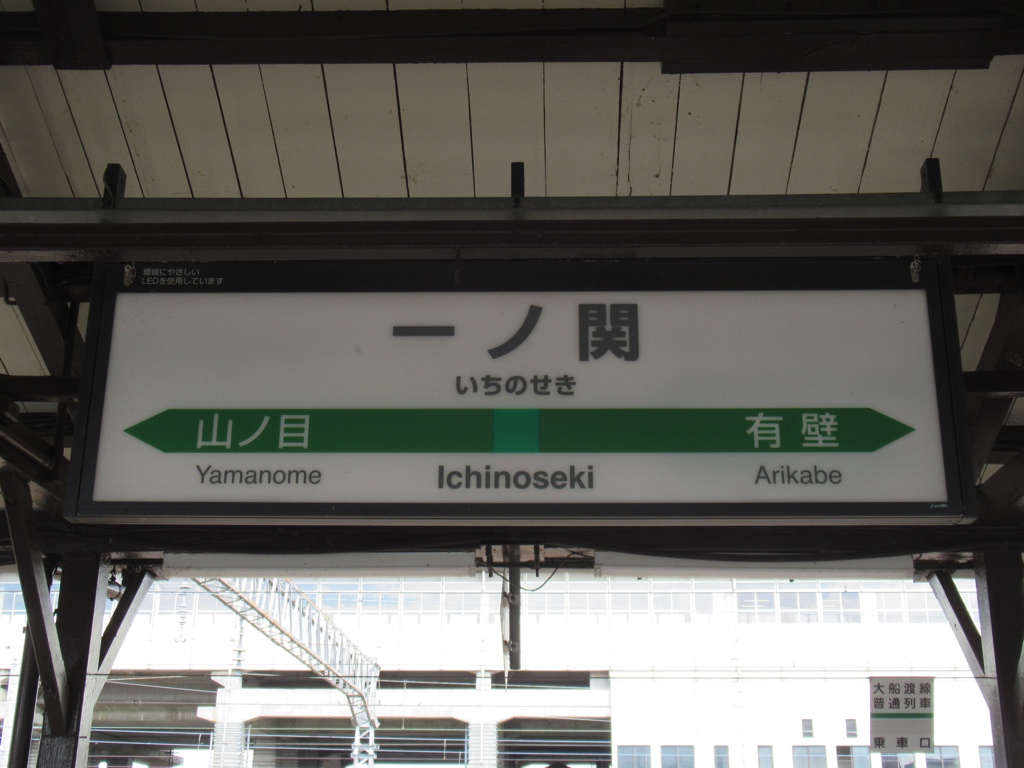 環境にやさしい
LEDを使用しています
一ノ関
いちのせき
山ノ目 有壁
Yamanome Ichinoseki Arikabe
大船渡線
普通列車
乗車口